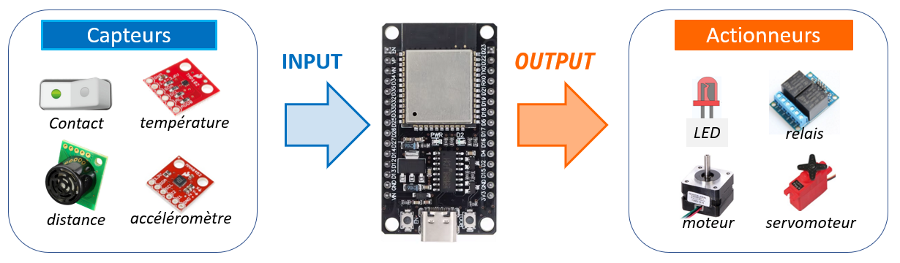 Capteurs
Contact
température
distance
accéléromètre
INPUT
OUTPUT
Actionneurs
LED
relais
moteur
servomoteur